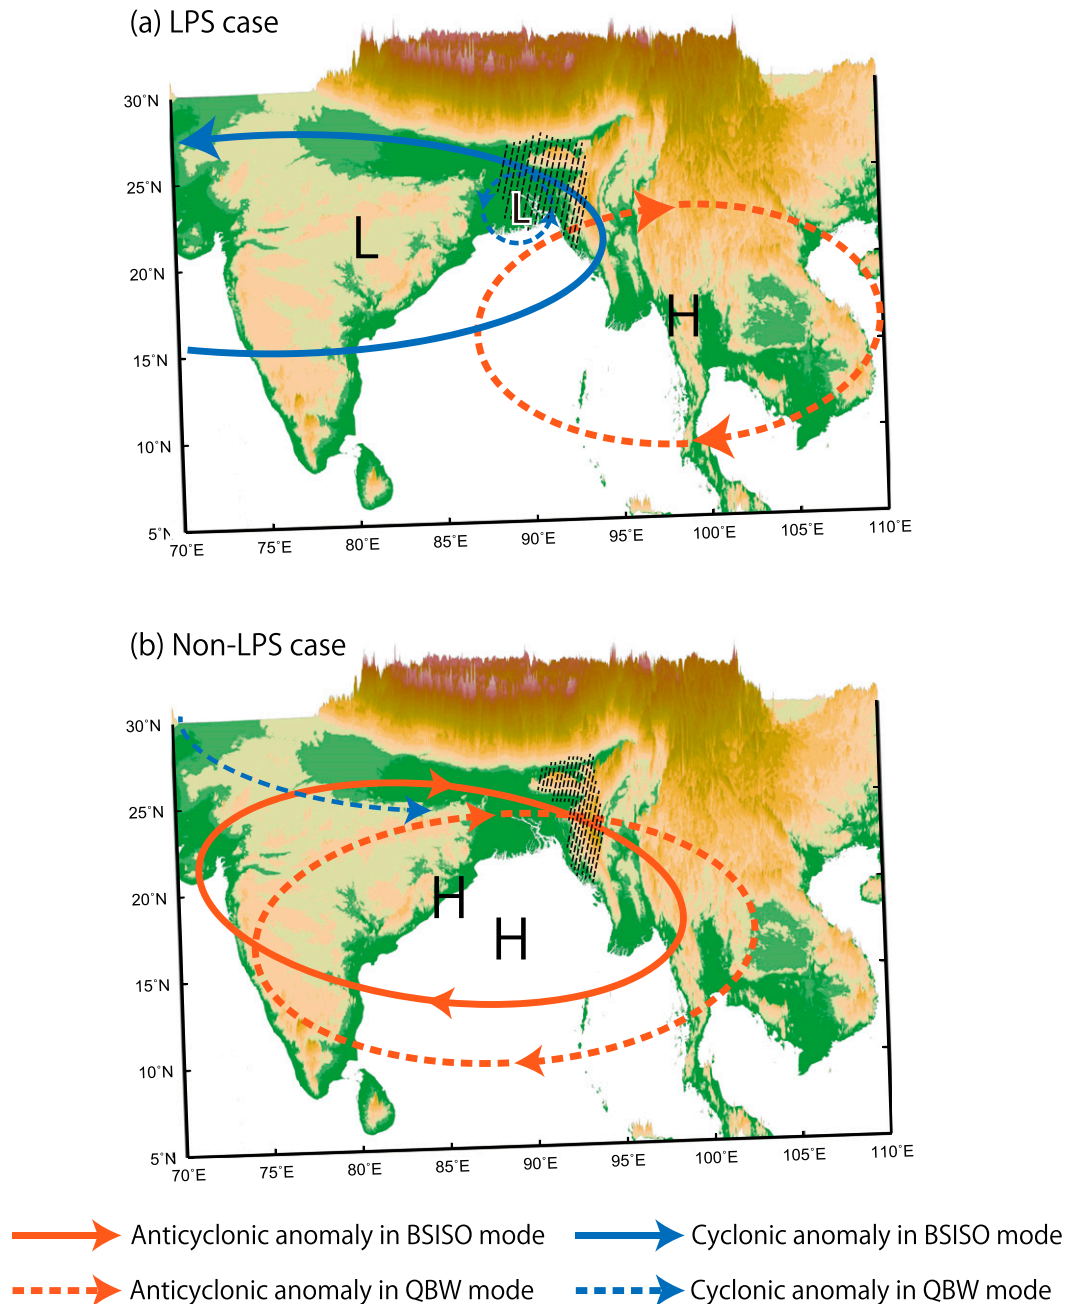 (a) LPS case
30°N
25°N
20°N
15°N
10°N
5°N
70°E 75°E 80°E 85°E 90°E 95°E 100°E 105°E 110°E
L
L
H
(b) Non-LPS case
30°N
25°N
20°N
15°N
10°N
5°N
70°E 75°E 80°E 85°E 90°E 95°E 100°E 105°E 110°E
H
H
Anticyclonic anomaly in BSISO mode
Cyclonic anomaly in BSISO mode
Anticyclonic anomaly in QBW mode
Cyclonic anomaly in QBW mode